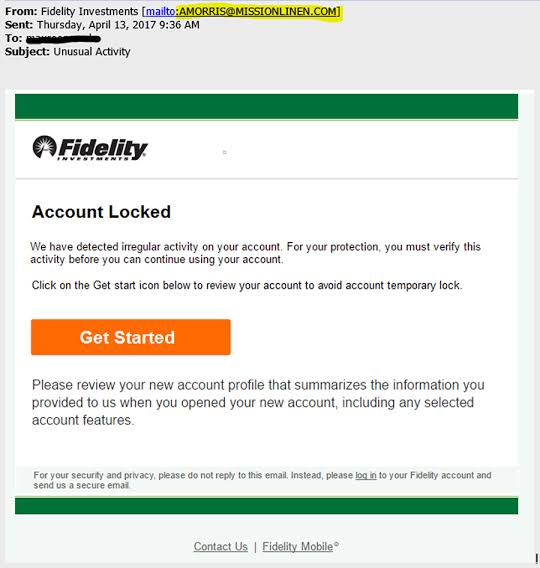 From: Fidelity Investments [mailto:AMORRIS@MISSIONLINEN.COM]
Sent: Thursday, April 13, 2017 9:36 AM
To:
Subject: Unusual Activity
Fidelity
INVESTMENTS
Account Locked
We have detected irregular activity on your account. For your protection, you must verify this
activity before you can continue using your account.
Click on the Get start icon below to review your account to avoid account temporary lock.
Get Started
Please review your new account profile that summarizes the information you
provided to us when you opened your new account, including any selected
account features.
For your security and privacy, please do not reply to this email. Instead, please log in to your Fidelity account and
send us a secure email.
Contact Us | Fidelity Mobile®